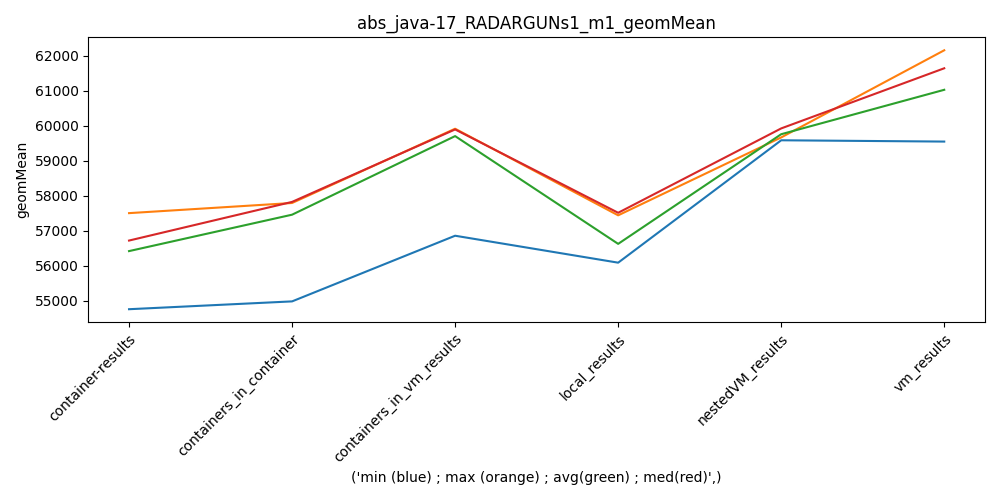 abs_java-17_RADARGUNs1_m1_geomMean
62000
61000
60000
59000
58000
57000
56000
55000
geomMean
container-results
containers_in_container
containers_in_vm_results
local_results
nestedVM_results
vm_results
('min (blue) ; max (orange) ; avg(green) ; med(red)',)